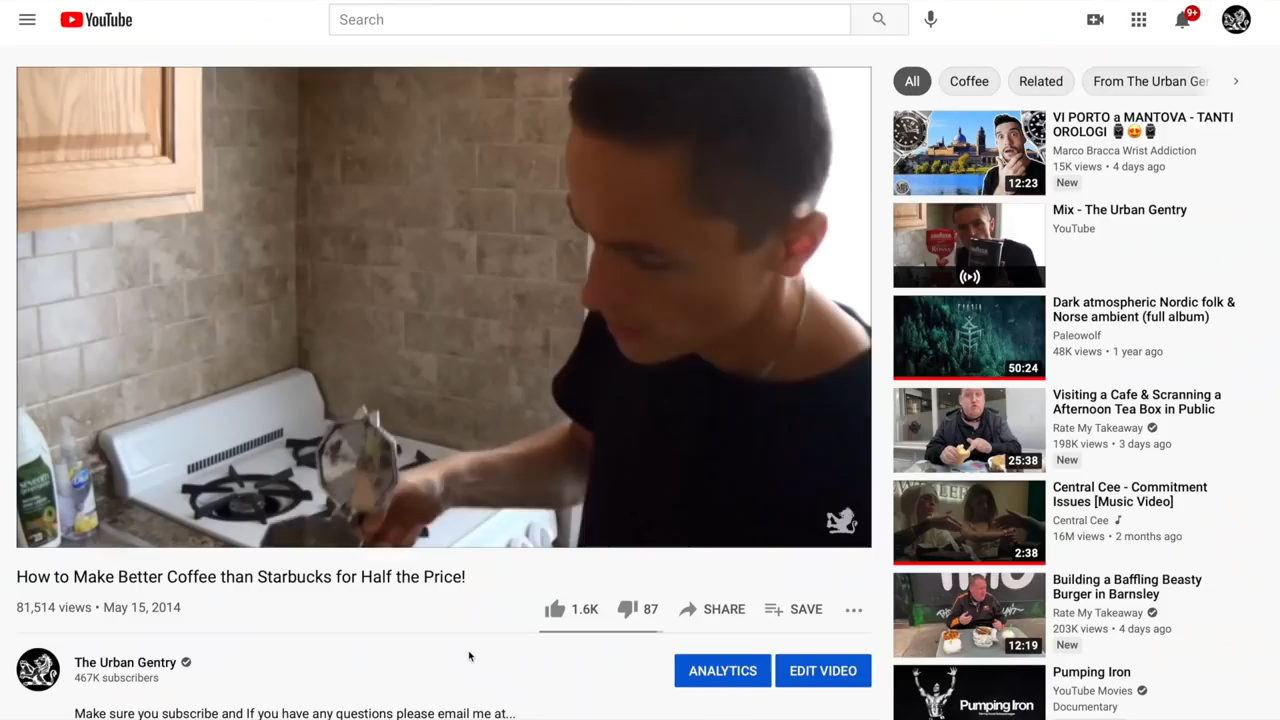 YouTube
Search
9+
How to Make Better Coffee than Starbucks for Half the Price!
81,514 views • May 15, 2014
1.6K
87
SHARE
SAVE
The Urban Gentry
467K subscribers
ANALYTICS
EDIT VIDEO
Make sure you subscribe and If you have any questions please email me at...
All
Coffee
Related
From The Urban Ger
VI PORTO a MANTOVA - TANTI
OROLOGI ⌚😍⌚
Marco Bracca Wrist Addiction
15K views • 4 days ago
New
12:23
Mix - The Urban Gentry
YouTube
Dark atmospheric Nordic folk &
Norse ambient (full album)
Paleowolf
48K views • 1 year ago
50:24
Visiting a Cafe & Scranning a
Afternoon Tea Box in Public
Rate My Takeaway
198K views • 3 days ago
New
25:38
Central Cee - Commitment
Issues [Music Video]
Central Cee
16M views • 2 months ago
2:38
Building a Baffling Beasty
Burger in Barnsley
Rate My Takeaway
203K views • 4 days ago
New
12:19
Pumping Iron
YouTube Movies
Documentary
Pumping Iron